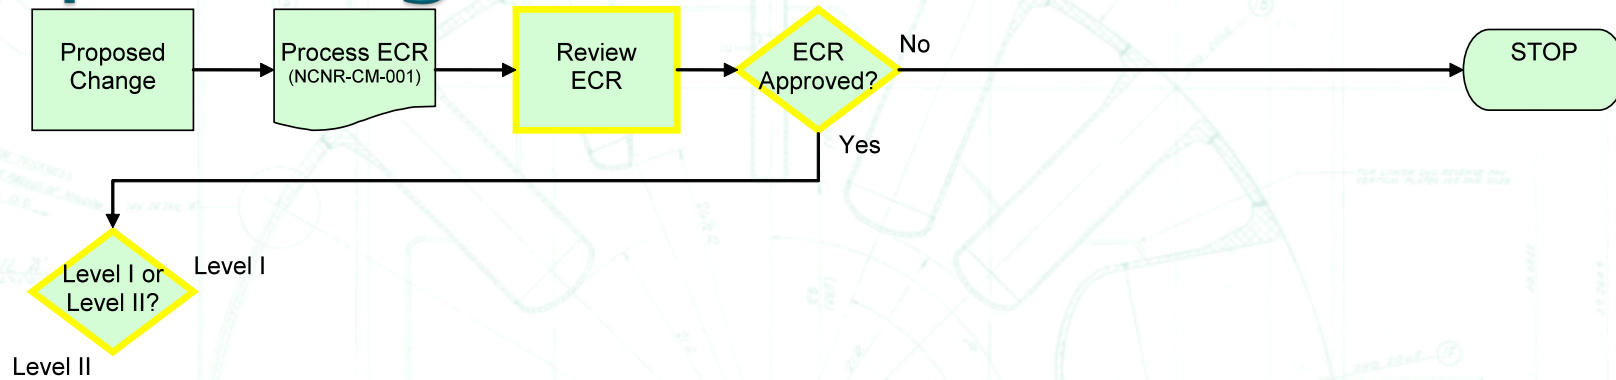 Proposed
Change
Process ECR
(NCNR-CM-001)
Review
ECR
ECR
Approved?
No
STOP
Yes
Level I or
Level II?
Level I
Level II